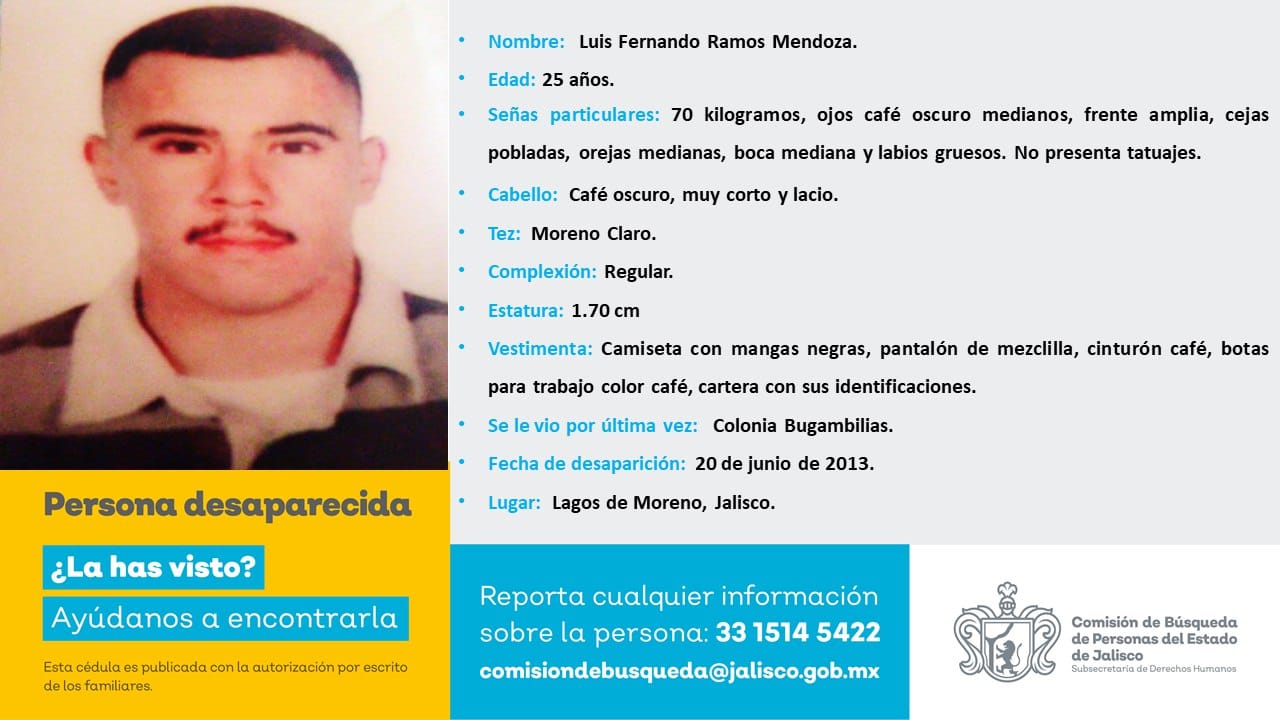 Nombre: Luis Fernando Ramos Mendoza.
Edad: 25 años.
Señas particulares: 70 kilogramos, ojos café oscuro medianos, frente amplia, cejas
pobladas, orejas medianas, boca mediana y labios gruesos. No presenta tatuajes.
Cabello: Café oscuro, muy corto y lacio.
Tez: Moreno Claro.
Complexión: Regular.
Estatura: 1.70 cm
Vestimenta: Camiseta con mangas negras, pantalón de mezclilla, cinturón café, botas
para trabajo color café, cartera con sus identificaciones.
Se le vio por última vez: Colonia Bugambilias.
Fecha de desaparición: 20 de junio de 2013.
Lugar: Lagos de Moreno, Jalisco.
Persona desaparecida
¿La has visto?
Ayúdanos a encontrarla
Esta cédula es publicada con la autorización por escrito
de los familiares.
Reporta cualquier información
sobre la persona: 33 1514 5422
comisiondebusqueda@jalisco.gob.mx
Comisión de Búsqueda
de Personas del Estado
de Jalisco
Subsecretaría de Derechos Humanos